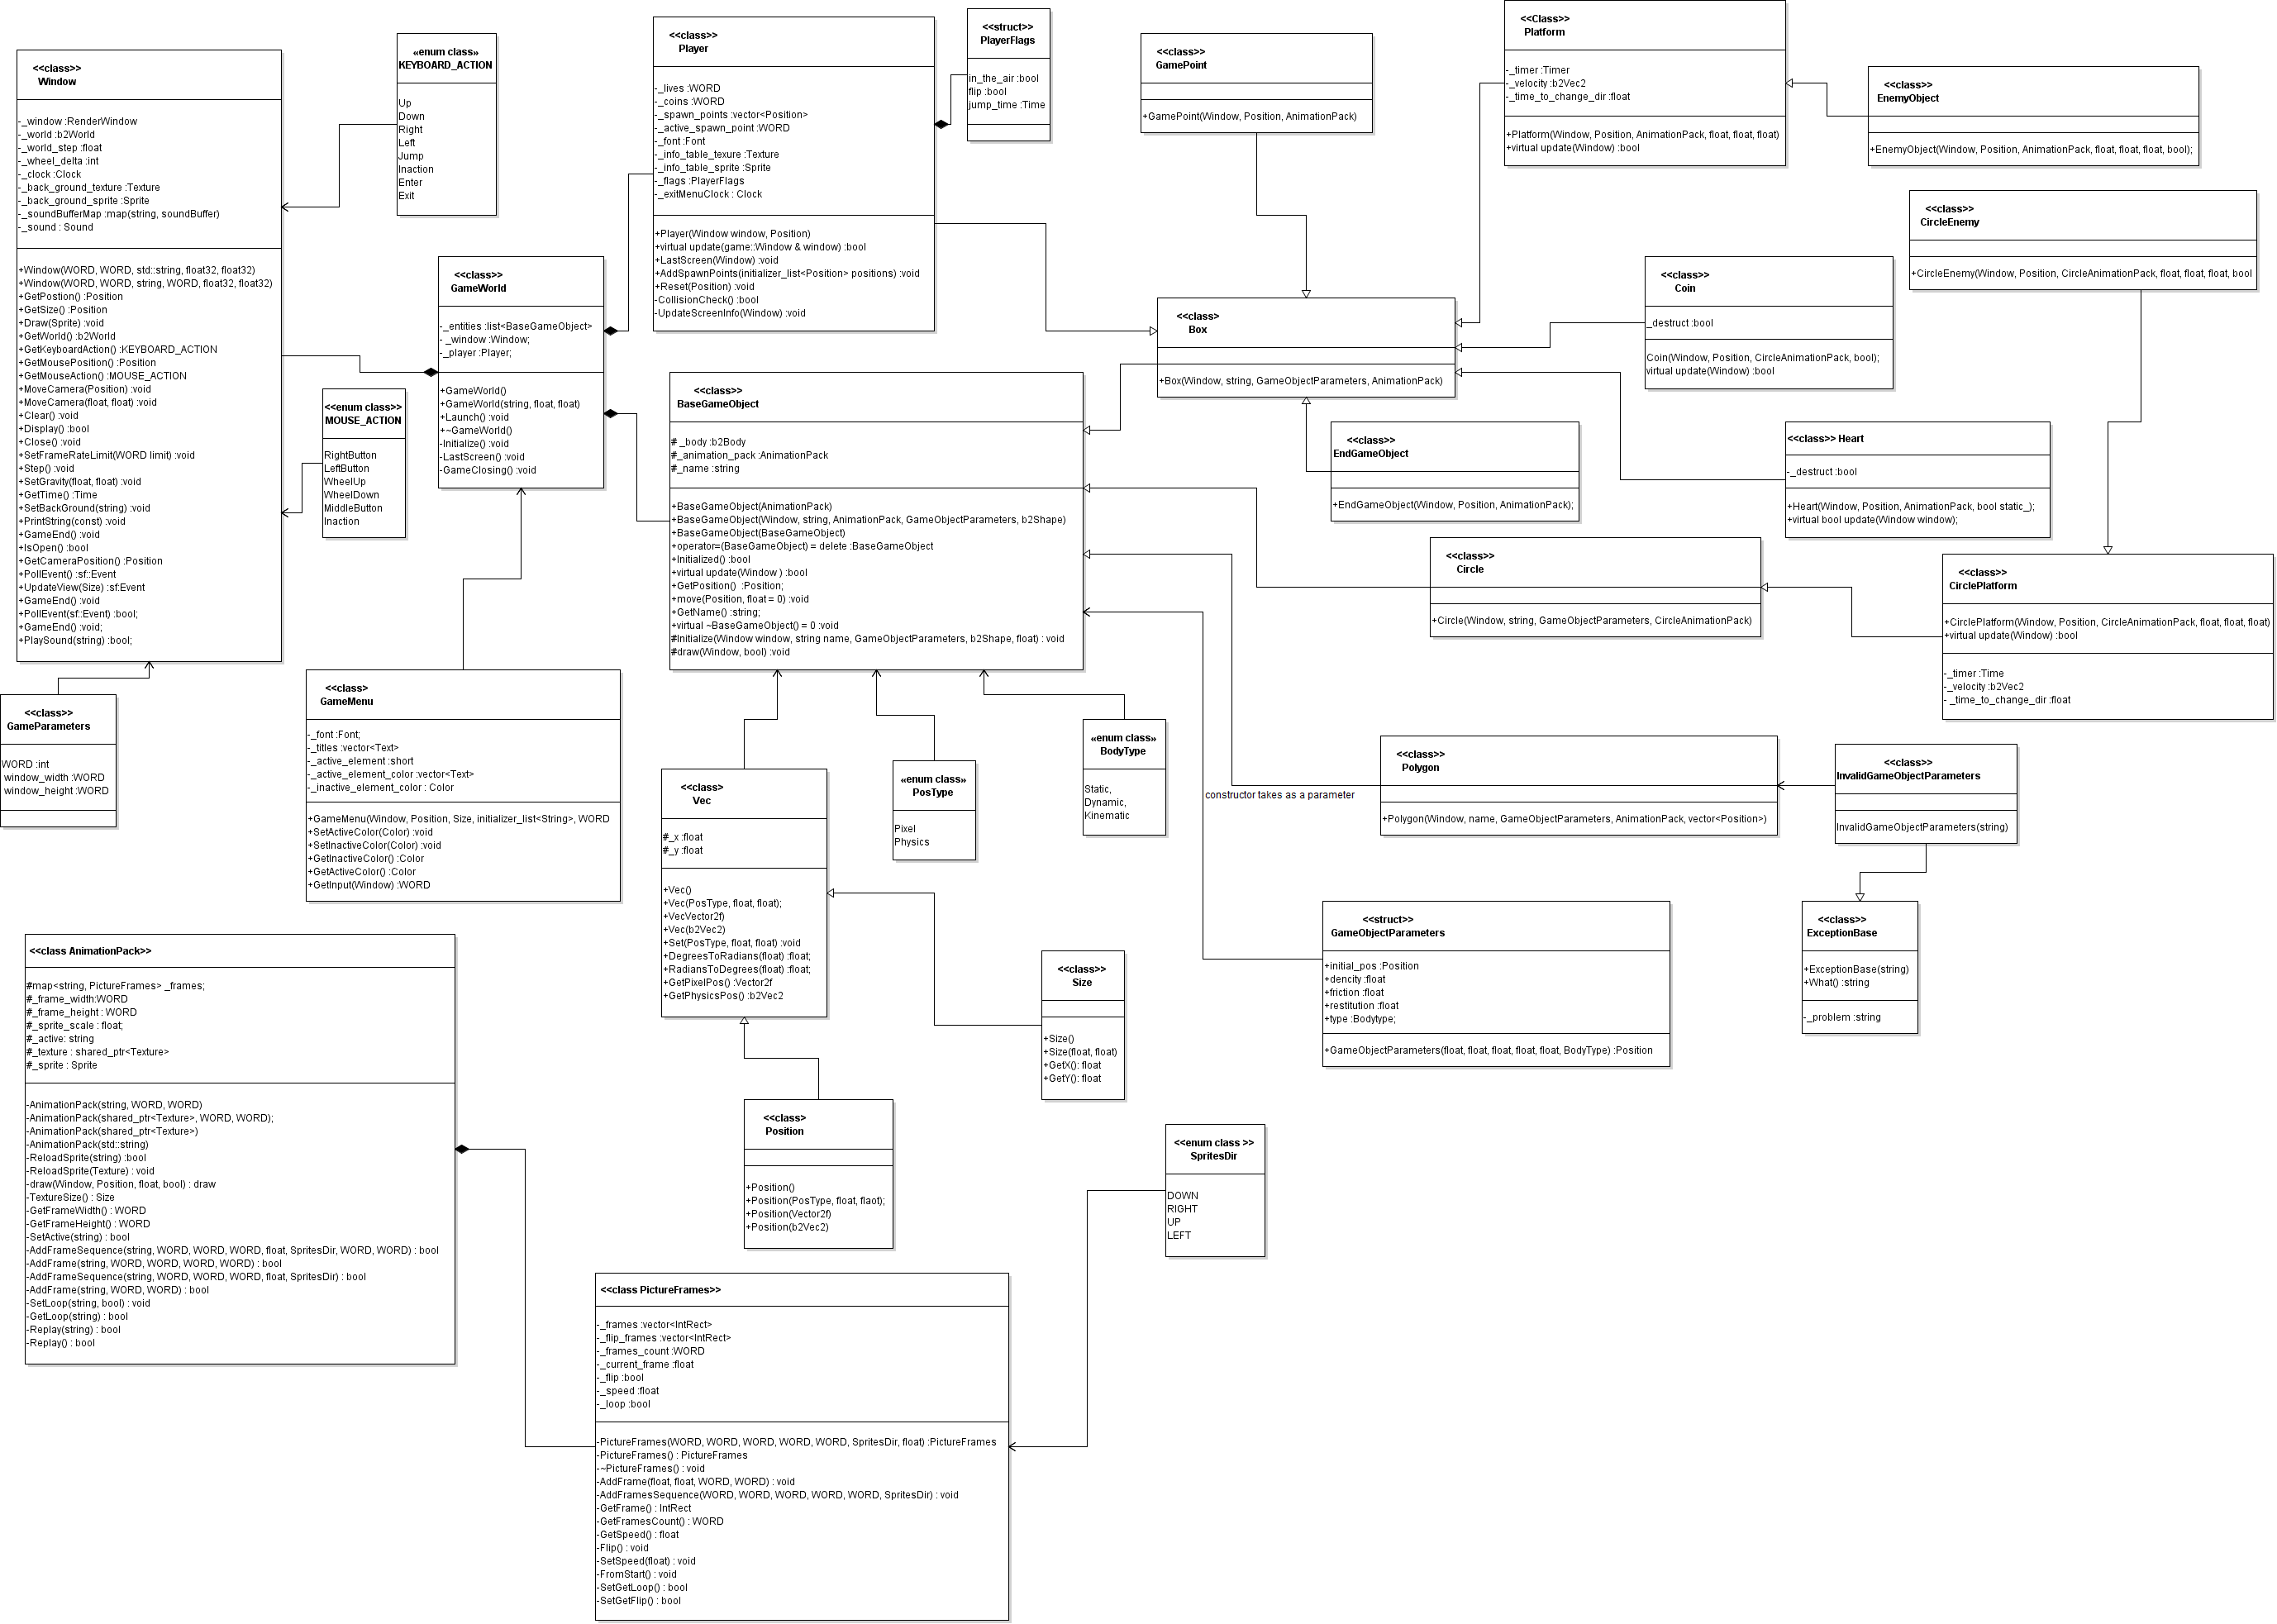 <<class>>
Window
-_window :RenderWindow
-_world :b2World
-_world_step :float
-_wheel_delta :int
-_clock :Clock
-_back_ground_texture :Texture
-_back_ground_sprite :Sprite
-_soundBufferMap :map(string, soundBuffer)
-_sound : Sound
+Window(WORD, WORD, std::string, float32, float32)
+Window(WORD, WORD, string, WORD, float32, float32)
+GetPostion() :Position
+GetSize() :Position
+Draw(Sprite) :void
+GetWorld() :b2World
+GetKeyboardAction() :KEYBOARD_ACTION
+GetMousePosition() :Position
+GetMouseAction() :MOUSE_ACTION
+MoveCamera(Position) :void
+MoveCamera(float, float) :void
+Clear() :void
+Display() :bool
+Close() :void
+SetFrameRateLimit(WORD limit) :void
+Step() :void
+SetGravity(float, float) :void
+GetTime() :Time
+SetBackGround(string) :void
+PrintString(const) :void
+GameEnd() :void
+IsOpen() :bool
+GetCameraPosition() :Position
+PollEvent() :sf::Event
+UpdateView(Size) :sf:Event
+GameEnd() :void
+PollEvent(sf::Event) :bool;
+GameEnd() :void;
+PlaySound(string) :bool;
«enum class»
KEYBOARD_ACTION
Up
Down
Right
Left
Jump
Inaction
Enter
Exit
<<enum class>>
MOUSE_ACTION
RightButton
LeftButton
WheelUp
WheelDown
MiddleButton
Inaction
<<class>>
GameParameters
WORD :int
window_width :WORD
window_height :WORD
<<class>>
GameWorld
-_entities :list<BaseGameObject>
- _window :Window;
-_player :Player;
+GameWorld()
+GameWorld(string, float, float)
+Launch() :void
+~GameWorld()
-Initialize() :void
-LastScreen() :void
-GameClosing() :void
<<class>
GameMenu
-_font :Font;
-_titles :vector<Text>
-_active_element :short
-_active_element_color :vector<Text>
-_inactive_element_color : Color
+GameMenu(Window, Position, Size, initializer_list<String>, WORD
+SetActiveColor(Color) :void
+SetInactiveColor(Color) :void
+GetInactiveColor() :Color
+GetActiveColor() :Color
+GetInput(Window) :WORD
<<class>>
Player
-_lives :WORD
-_coins :WORD
-_spawn_points :vector<Position>
-_active_spawn_point :WORD
-_font :Font
-_info_table_texure :Texture
-_info_table_sprite :Sprite
-_flags :PlayerFlags
-_exitMenuClock : Clock
+Player(Window window, Position)
+virtual update(game::Window & window) :bool
+LastScreen(Window) :void
+AddSpawnPoints(initializer_list<Position> positions) :void
+Reset(Position) :void
-CollisionCheck() :bool
-UpdateScreenInfo(Window) :void
<<struct>>
PlayerFlags
in_the_air :bool
flip :bool
jump_time :Time
<<class>>
BaseGameObject
# _body :b2Body
#_animation_pack :AnimationPack
#_name :string
+BaseGameObject(AnimationPack)
+BaseGameObject(Window, string, AnimationPack, GameObjectParameters, b2Shape)
+BaseGameObject(BaseGameObject)
+operator=(BaseGameObject) = delete :BaseGameObject
+Initialized() :bool
+virtual update(Window ) :bool
+GetPosition() :Position;
+move(Position, float = 0) :void
+GetName() :string;
+virtual ~BaseGameObject() = 0 :void
#Initialize(Window window, string name, GameObjectParameters, b2Shape, float) : void
#draw(Window, bool) :void
<<class>>
GamePoint
+GamePoint(Window, Position, AnimationPack)
<<class>>
Box
+Box(Window, string, GameObjectParameters, AnimationPack)
<<Class>>
Platform
-_timer :Timer
-_velocity :b2Vec2
-_time_to_change_dir :float
+Platform(Window, Position, AnimationPack, float, float, float)
+virtual update(Window) :bool
<<class>>
EnemyObject
+EnemyObject(Window, Position, AnimationPack, float, float, float, bool);
<<class>>
CircleEnemy
+CircleEnemy(Window, Position, CircleAnimationPack, float, float, float, bool
<<class>>
Coin
_destruct :bool
Coin(Window, Position, CircleAnimationPack, bool);
virtual update(Window) :bool
<<class>>
EndGameObject
+EndGameObject(Window, Position, AnimationPack);
<<class>> Heart
-_destruct :bool
+Heart(Window, Position, AnimationPack, bool static_);
+virtual bool update(Window window);
<<class>>
Circle
+Circle(Window, string, GameObjectParameters, CircleAnimationPack)
<<class>>
CirclePlatform
+CirclePlatform(Window, Position, CircleAnimationPack, float, float, float)
+virtual update(Window) :bool
-_timer :Time
-_velocity :b2Vec2
- _time_to_change_dir :float
<<class>
Vec
#_x :float
#_y :float
+Vec()
+Vec(PosType, float, float);
+VecVector2f)
+Vec(b2Vec2)
+Set(PosType, float, float) :void
+DegreesToRadians(float) :float;
+RadiansToDegrees(float) :float;
+GetPixelPos() :Vector2f
+GetPhysicsPos() :b2Vec2
«enum class»
PosType
Pixel
Physics
«enum class»
BodyType
Static,
Dynamic,
Kinematic
constructor takes as a parameter
<<class>>
Polygon
+Polygon(Window, name, GameObjectParameters, AnimationPack, vector<Position>)
<<class>>
InvalidGameObjectParameters
InvalidGameObjectParameters(string)
<<struct>>
GameObjectParameters
+initial_pos :Position
+dencity :float
+friction :float
+restitution :float
+type :Bodytype;
+GameObjectParameters(float, float, float, float, float, BodyType) :Position
<<class>>
ExceptionBase
+ExceptionBase(string)
+What() :string
-_problem :string
<<class>>
Size
+Size()
+Size(float, float)
+GetX(): float
+GetY(): float
<<class>
Position
+Position()
+Position(PosType, float, flaot);
+Position(Vector2f)
+Position(b2Vec2)
<<class AnimationPack>>
#map<string, PictureFrames> _frames;
#_frame_width:WORD
#_frame_height : WORD
#_sprite_scale : float;
#_active: string
#_texture : shared_ptr<Texture>
#_sprite : Sprite
-AnimationPack(string, WORD, WORD)
-AnimationPack(shared_ptr<Texture>, WORD, WORD);
-AnimationPack(shared_ptr<Texture>)
-AnimationPack(std::string)
-ReloadSprite(string) :bool
-ReloadSprite(Texture) : void
-draw(Window, Position, float, bool) : draw
-TextureSize() : Size
-GetFrameWidth() : WORD
-GetFrameHeight() : WORD
-SetActive(string) : bool
-AddFrameSequence(string, WORD, WORD, WORD, float, SpritesDir, WORD, WORD) : bool
-AddFrame(string, WORD, WORD, WORD, WORD) : bool
-AddFrameSequence(string, WORD, WORD, WORD, float, SpritesDir) : bool
-AddFrame(string, WORD, WORD) : bool
-SetLoop(string, bool) : void
-GetLoop(string) : bool
-Replay(string) : bool
-Replay() : bool
<<enum class >>
SpritesDir
DOWN
RIGHT
UP
LEFT
<<class PictureFrames>>
-_frames :vector<IntRect>
-_flip_frames :vector<IntRect>
-_frames_count :WORD
-_current_frame :float
-_flip :bool
-_speed :float
-_loop :bool
-PictureFrames(WORD, WORD, WORD, WORD, WORD, SpritesDir, float) :PictureFrames
-PictureFrames() : PictureFrames
-~PictureFrames() : void
-AddFrame(float, float, WORD, WORD) : void
-AddFramesSequence(WORD, WORD, WORD, WORD, WORD, SpritesDir) : void
-GetFrame() : IntRect
-GetFramesCount() : WORD
-GetSpeed() : float
-Flip() : void
-SetSpeed(float) : void
-FromStart() : void
-SetGetLoop() : bool
-SetGetFlip() : bool